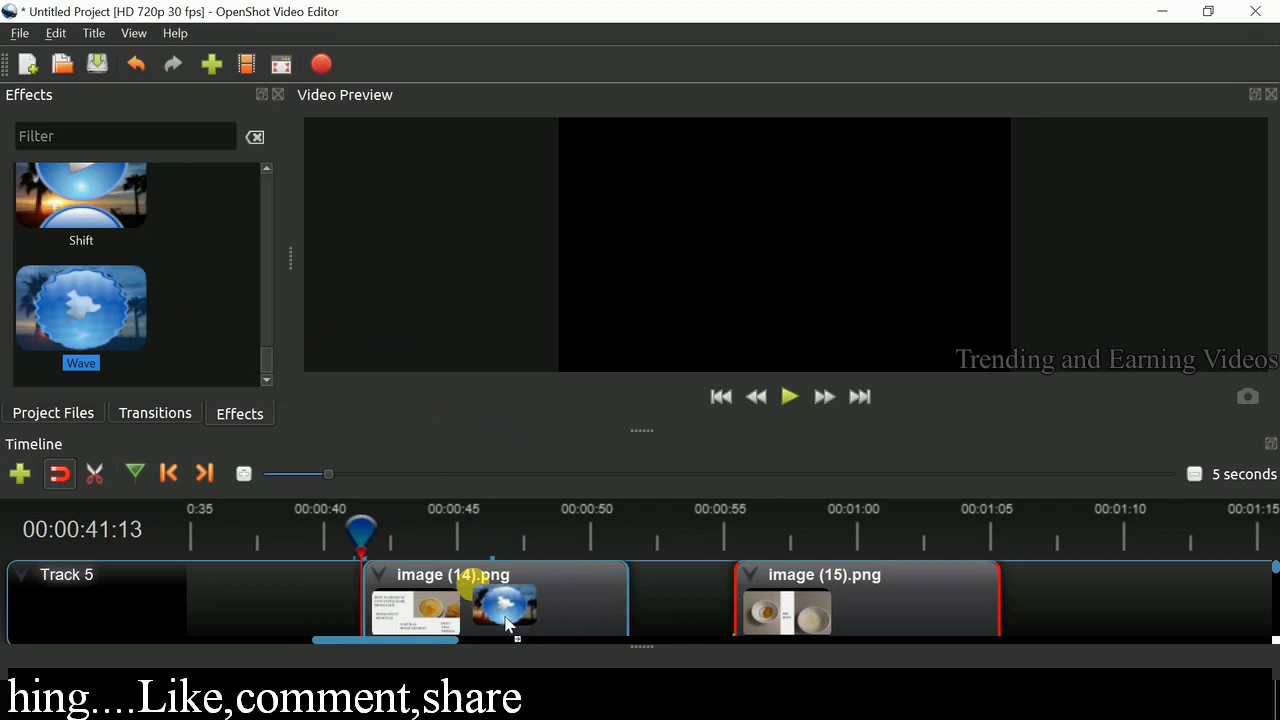 * Untitled Project [HD 720p 30 fps] - OpenShot Video Editor
File Edit Title View Help
Effects
Video Preview
Filter
Shift
Wave
Trending and Earning Videos
Project Files Transitions Effects
Timeline
5 seconds
00:00:41:13
0:35 00:00:40 00:00:45 00:00:50 00:00:55 00:01:00 00:01:05 00:01:10 00:01:15
Track 5
image (14).png
image (15).png
hing....Like,comment,share